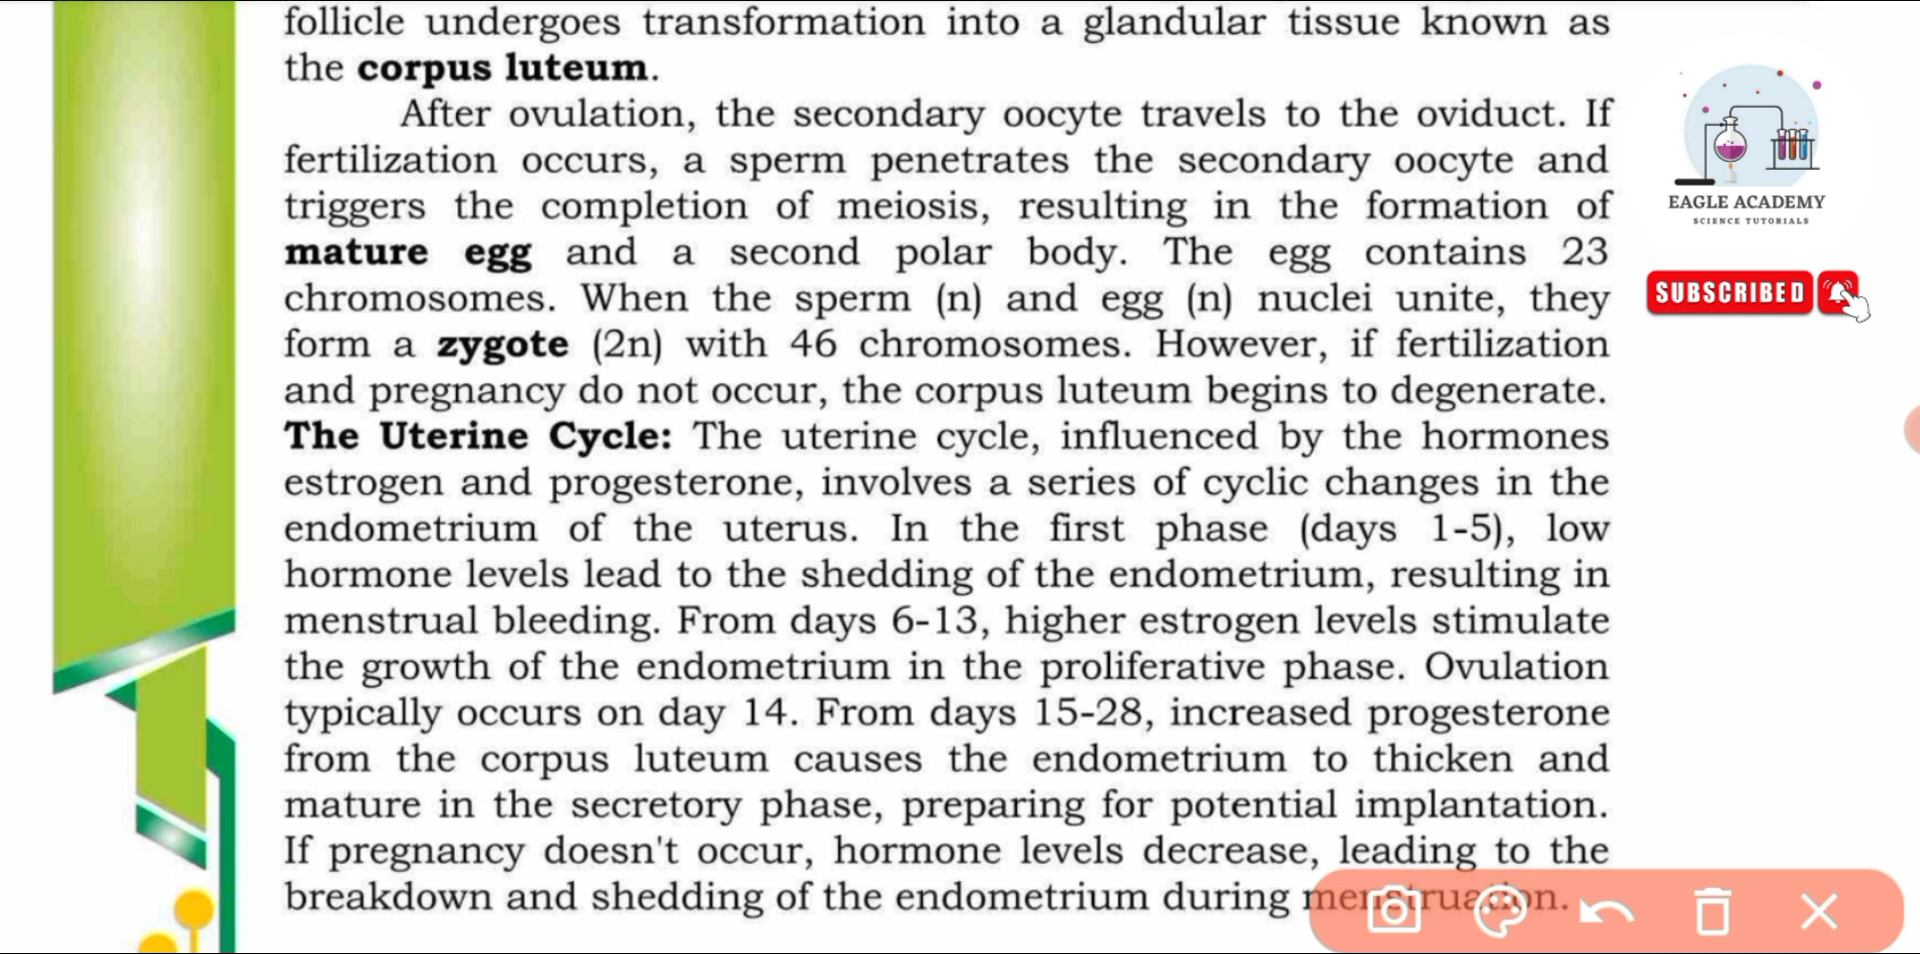 follicle undergoes transformation into a glandular tissue known as
the corpus luteum.
After ovulation, the secondary oocyte travels to the oviduct. If
fertilization occurs, a sperm penetrates the secondary oocyte and
triggers the completion of meiosis, resulting in the formation of
mature egg and a second polar body. The egg contains 23
chromosomes. When the sperm (n) and egg (n) nuclei unite, they
form a zygote (2n) with 46 chromosomes. However, if fertilization
and pregnancy do not occur, the corpus luteum begins to degenerate.
The Uterine Cycle: The uterine cycle, influenced by the hormones
estrogen and progesterone, involves a series of cyclic changes in the
endometrium of the uterus. In the first phase (days 1-5), low
hormone levels lead to the shedding of the endometrium, resulting in
menstrual bleeding. From days 6-13, higher estrogen levels stimulate
the growth of the endometrium in the proliferative phase. Ovulation
typically occurs on day 14. From days 15-28, increased progesterone
from the corpus luteum causes the endometrium to thicken and
mature in the secretory phase, preparing for potential implantation.
If pregnancy doesn't occur, hormone levels decrease, leading to the
breakdown and shedding of the endometrium during menstruation.
EAGLE ACADEMY
SCIENCE TUTORIALS
SUBSCRIBED